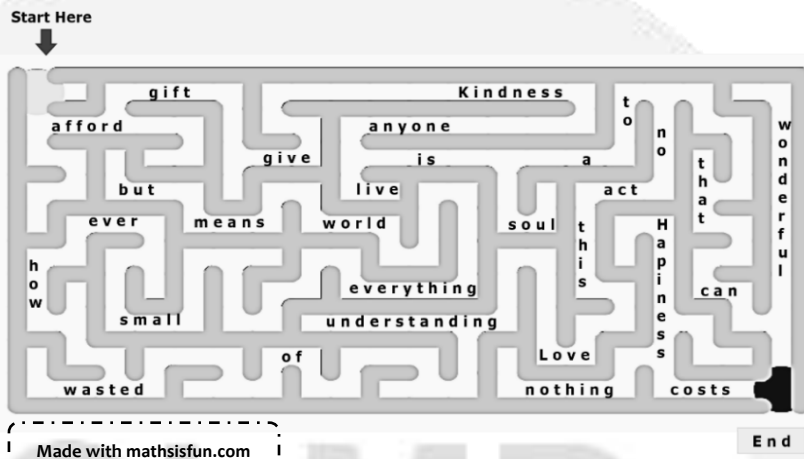 Start Here
gift
Kindness
to
afford
anyone
no
wonderful
give
is
a
that
but
live
act
ever
means
world
soul
this
Happiness
how
everything
can
small
understanding
of
Love
wasted
nothing
costs
End
Made with mathsisfun.com